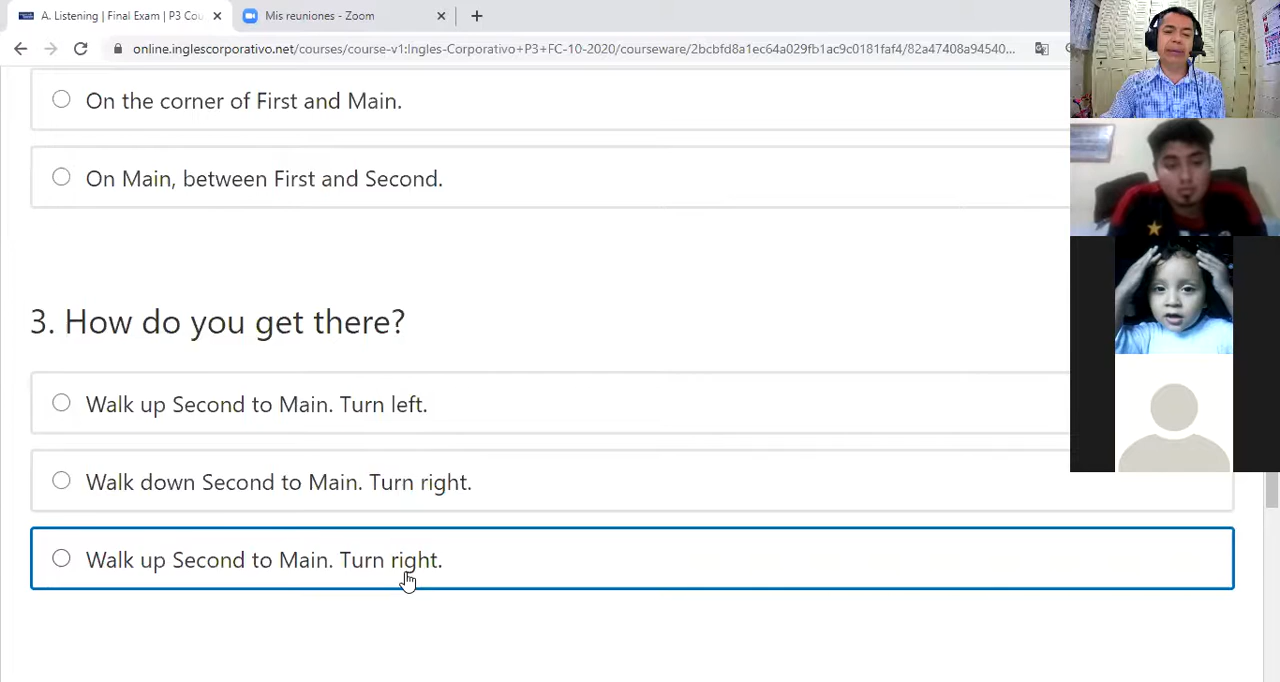 A. Listening | Final Exam | P3 Cou
Mis reuniones - Zoom
online.inglescorporativo.net/courses/course-v1:Ingles-Corporativo+P3+FC-10-2020/courseware/2bcbfd8a1ec64a029fb1ac9c0181faf4/82a47408a94540...
On the corner of First and Main.
On Main, between First and Second.
3. How do you get there?
Walk up Second to Main. Turn left.
Walk down Second to Main. Turn right.
Walk up Second to Main. Turn right.